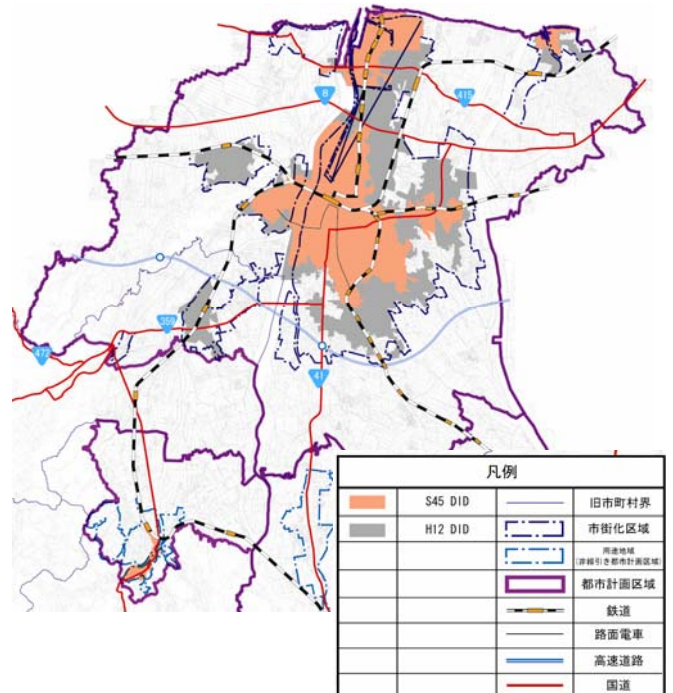 8
415
359
472
41
凡例
S45 DID
旧市町村界
H12 DID
市街化区域
用途地域
(非線引き都市計画区域)
都市計画区域
鉄道
路面電車
高速道路
国道